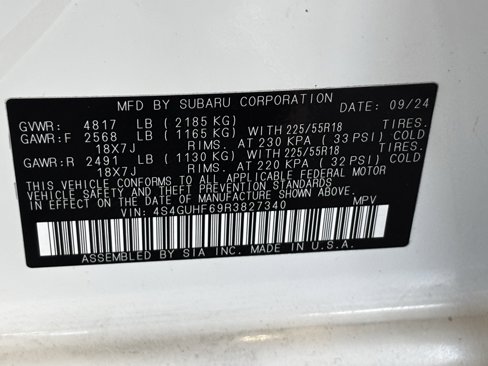 MFD BY SUBARU CORPORATION DATE: 09/24
GVWR: 4817 LB (2185 KG)
GAWR:F 2568 LB (1165 KG) WITH 225/55R18 TIRES.
18X7J RIMS. AT 230 KPA (33 PSI) COLD.
GAWR:R 2491 LB (1130 KG) WITH 225/55R18 TIRES.
18X7J RIMS. AT 220 KPA (32 PSI) COLD.
THIS VEHICLE CONFORMS TO ALL APPLICABLE FEDERAL MOTOR
VEHICLE SAFETY, BUMPER, AND THEFT PREVENTION STANDARDS
IN EFFECT ON THE DATE OF MANUFACTURE SHOWN ABOVE.
VIN: 4S4GUHF69R3827340 MPV
ASSEMBLED BY SIA INC. MADE IN U.S.A.